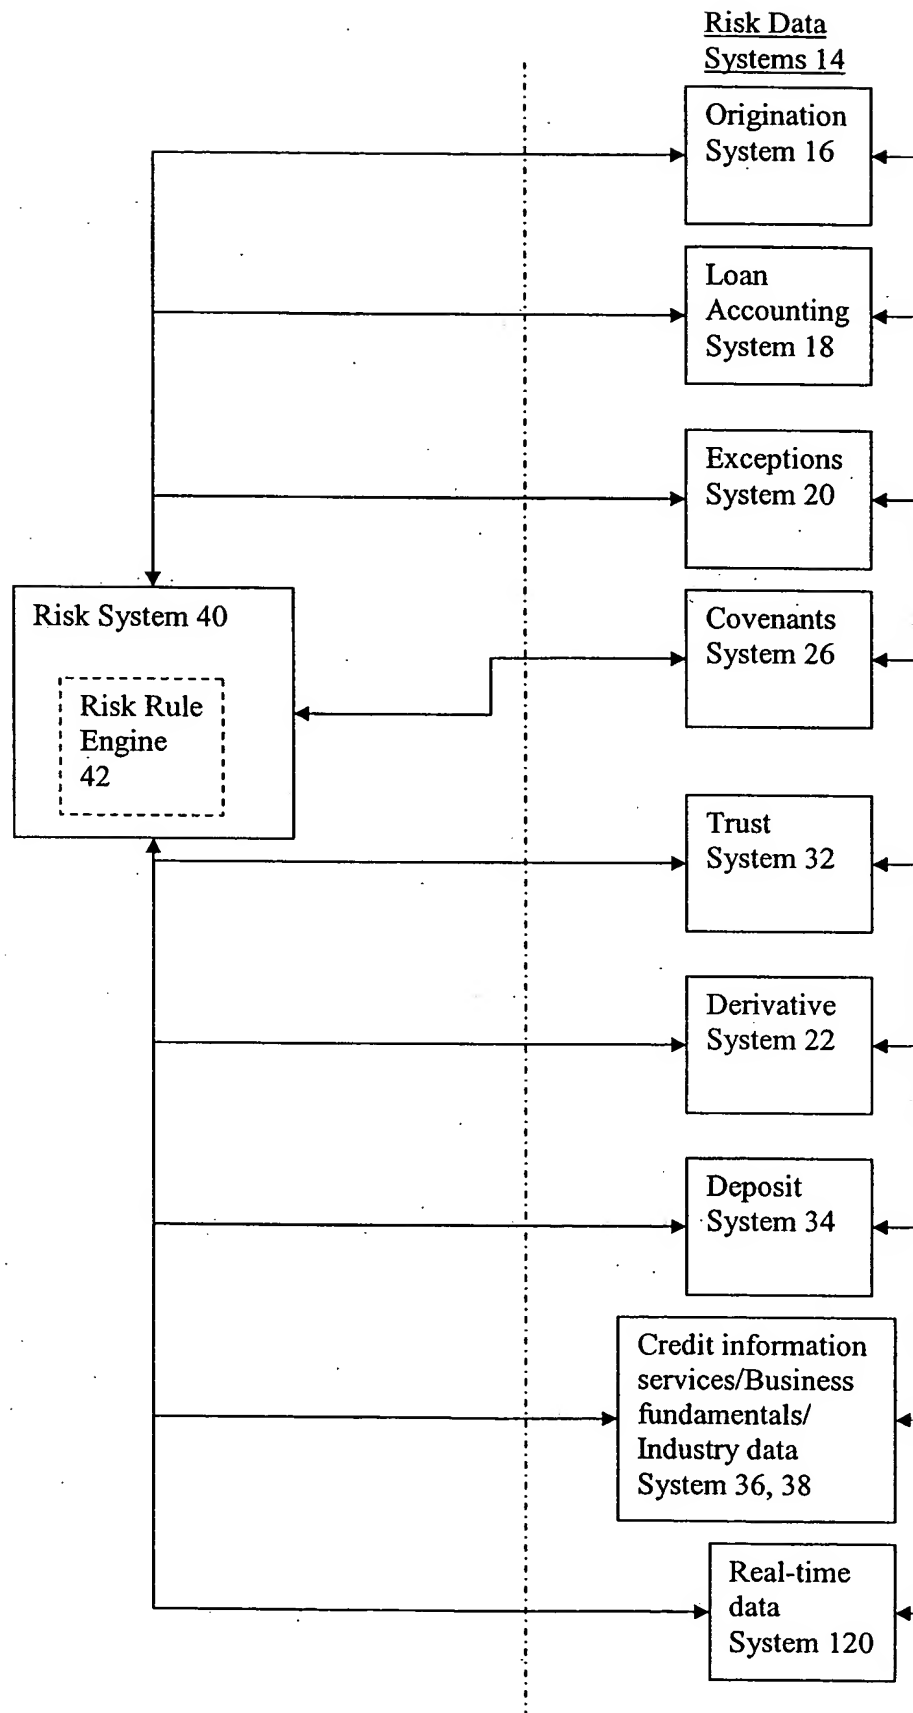 Risk Data
Systems 14
Origination
System 16
Loan
Accounting
System 18
Exceptions
System 20
Risk System 40
Risk Rule
Engine
42
Covenants
System 26
Trust
System 32
Derivative
System 22
Deposit
System 34
Credit information
services/Business
fundamentals/
Industry data
System 36, 38
Real-time
data
System 120